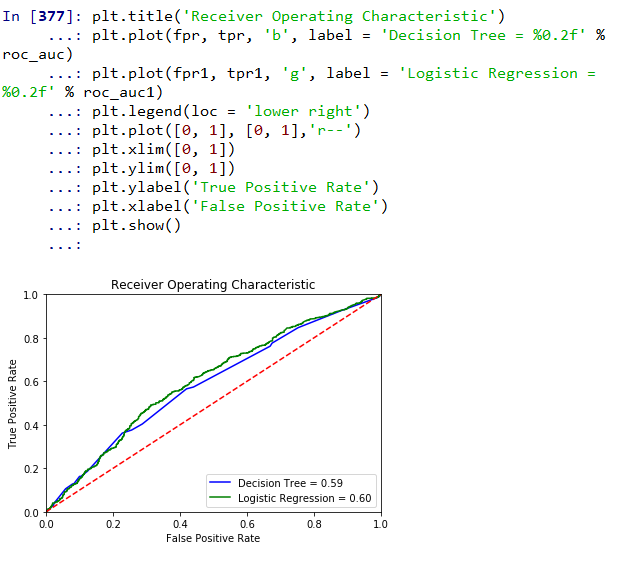 In [377]: plt.title('Receiver Operating Characteristic')
...: plt.plot(fpr, tpr, 'b', label = 'Decision Tree = %0.2f' %
roc_auc)
...: plt.plot(fpr1, tpr1, 'g', label = 'Logistic Regression =
%0.2f' % roc_auc1)
...: plt.legend(loc = 'lower right')
...: plt.plot([0, 1], [0, 1],'r--')
...: plt.xlim([0, 1])
...: plt.ylim([0, 1])
...: plt.ylabel('True Positive Rate')
...: plt.xlabel('False Positive Rate')
...: plt.show()
...:
Receiver Operating Characteristic
1.0
0.8
0.6
0.4
0.2
0.0
True Positive Rate
Decision Tree = 0.59
Logistic Regression = 0.60
0.0 0.2 0.4 0.6 0.8 1.0
False Positive Rate